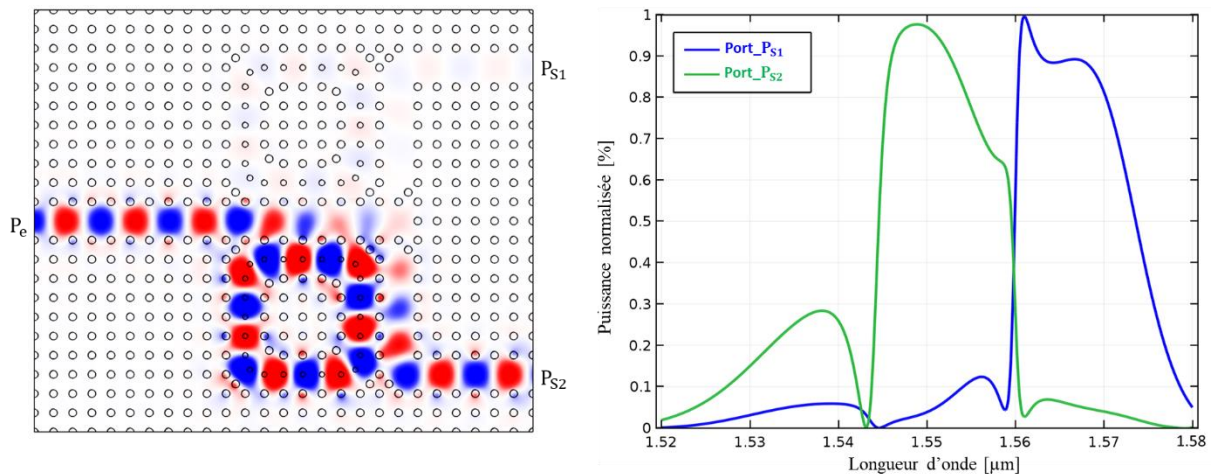 P_S1
P_e
P_S2
Port_P_S1
Port_P_S2
Puissance normalisée [%]
1
0.9
0.8
0.7
0.6
0.5
0.4
0.3
0.2
0.1
0
1.52 1.53 1.54 1.55 1.56 1.57 1.58
Longueur d’onde [µm]